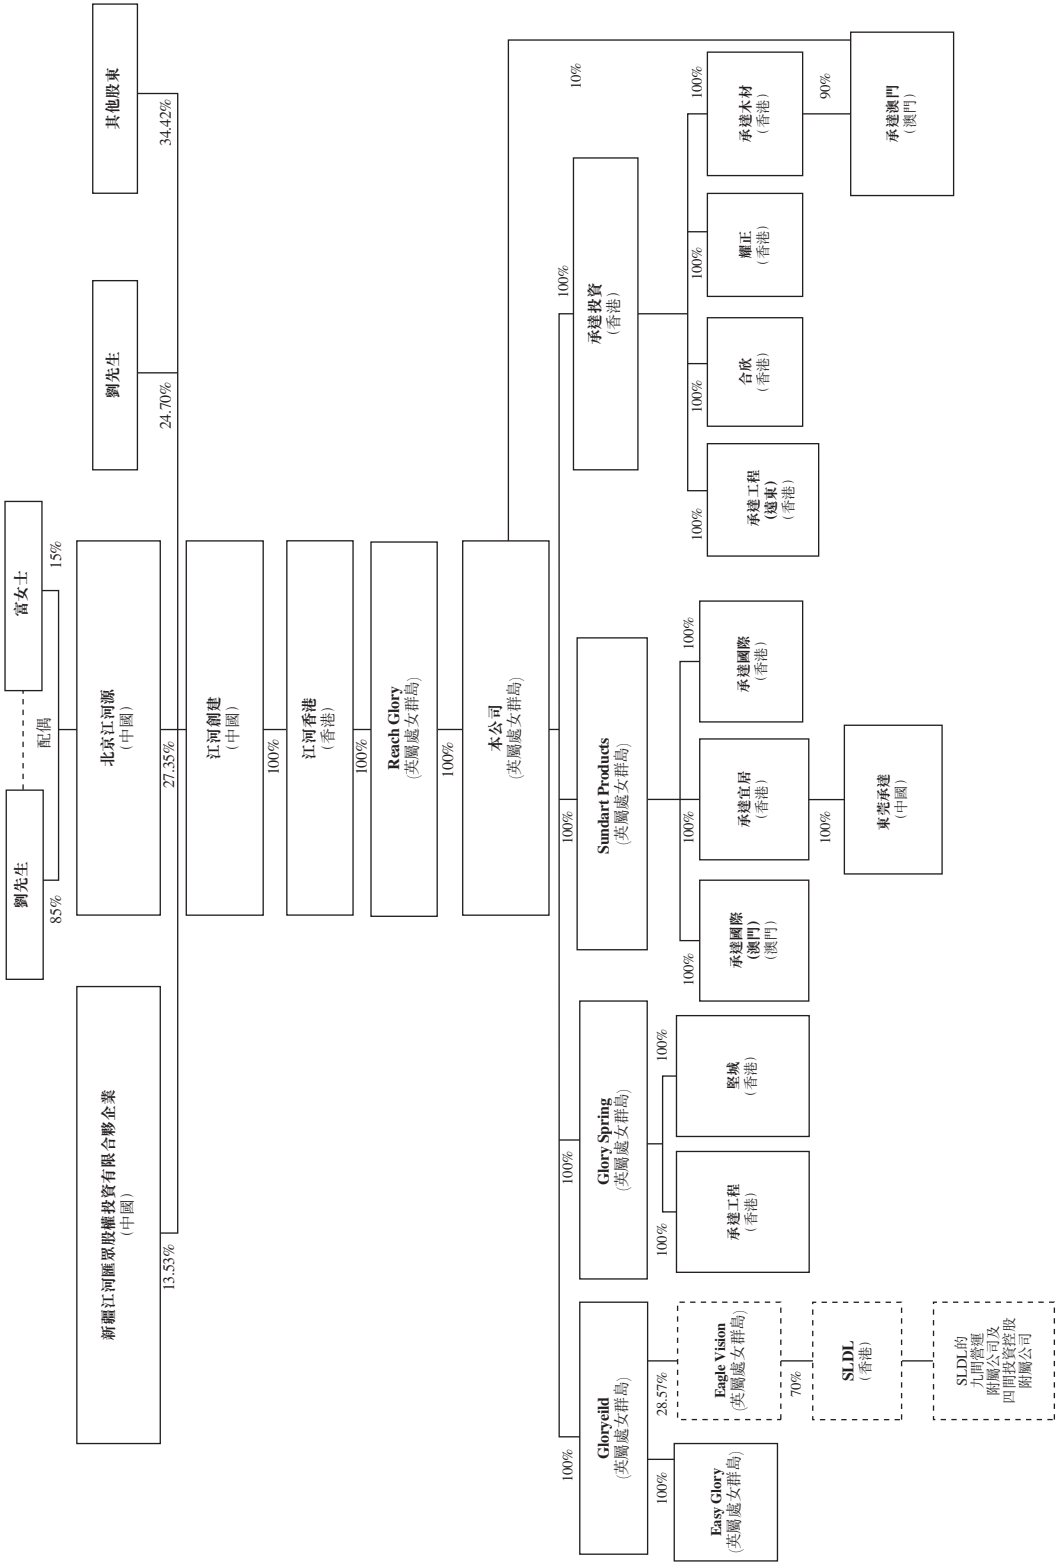 劉先生
富女士
配偶
85%
15%
新疆江河匯眾股權投資有限合夥企業
(中國)
北京江河源
(中國)
劉先生
其他股東
13.53%
27.35%
24.70%
34.42%
江河創建
(中國)
100%
江河香港
(香港)
100%
Reach Glory
(英屬處女群島)
100%
本公司
(英屬處女群島)
100%
100%
100%
100%
10%
Gloryeild
(英屬處女群島)
Glory Spring
(英屬處女群島)
Sundart Products
(英屬處女群島)
承達投資
(香港)
100%
28.57%
100%
100%
100%
100%
100%
100%
100%
100%
100%
Easy Glory
(英屬處女群島)
Eagle Vision
(英屬處女群島)
承達工程
(香港)
堅城
(香港)
承達國際
(澳門)
(澳門)
承達宜居
(香港)
承達國際
(香港)
承達工程
(遠東)
(香港)
合欣
(香港)
耀正
(香港)
承達木材
(香港)
70%
100%
90%
SLDL
(香港)
東莞承達
(中國)
承達澳門
(澳門)
SLDL的
九間營運
附屬公司及
四間投資控股
附屬公司